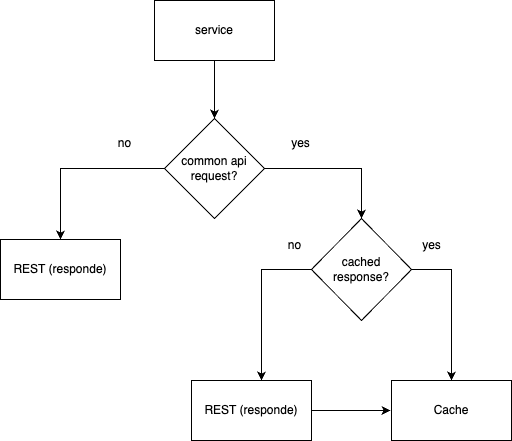 service
no
yes
common api
request?
REST (responde)
no
yes
cached
response?
REST (responde)
Cache